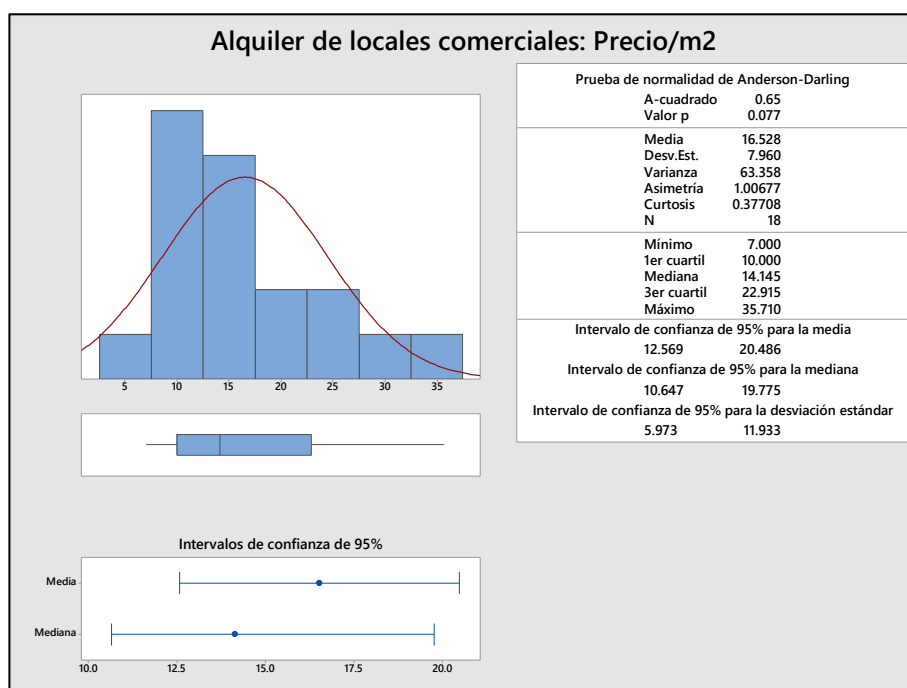 Alquiler de locales comerciales: Precio/m2
Prueba de normalidad de Anderson-Darling
A-cuadrado 0.65
Valor p 0.077
Media 16.528
Desv.Est. 7.960
Varianza 63.358
Asimetría 1.00677
Curtosis 0.37708
N 18
Mínimo 7.000
1er cuartil 10.000
Mediana 14.145
3er cuartil 22.915
Máximo 35.710
Intervalo de confianza de 95% para la media
12.569 20.486
Intervalo de confianza de 95% para la mediana
10.647 19.775
Intervalo de confianza de 95% para la desviación estándar
5.973 11.933
5 10 15 20 25 30 35
Intervalos de confianza de 95%
Media
Mediana
10.0 12.5 15.0 17.5 20.0